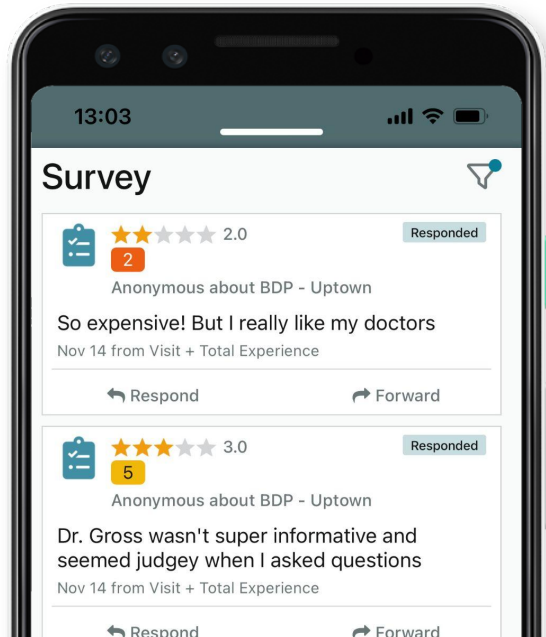 13:03
Survey
2.0
Responded
2
Anonymous about BDP - Uptown
So expensive! But I really like my doctors
Nov 14 from Visit + Total Experience
Respond
Forward
3.0
Responded
5
Anonymous about BDP - Uptown
Dr. Gross wasn't super informative and
seemed judgey when I asked questions
Nov 14 from Visit + Total Experience
Respond
Forward